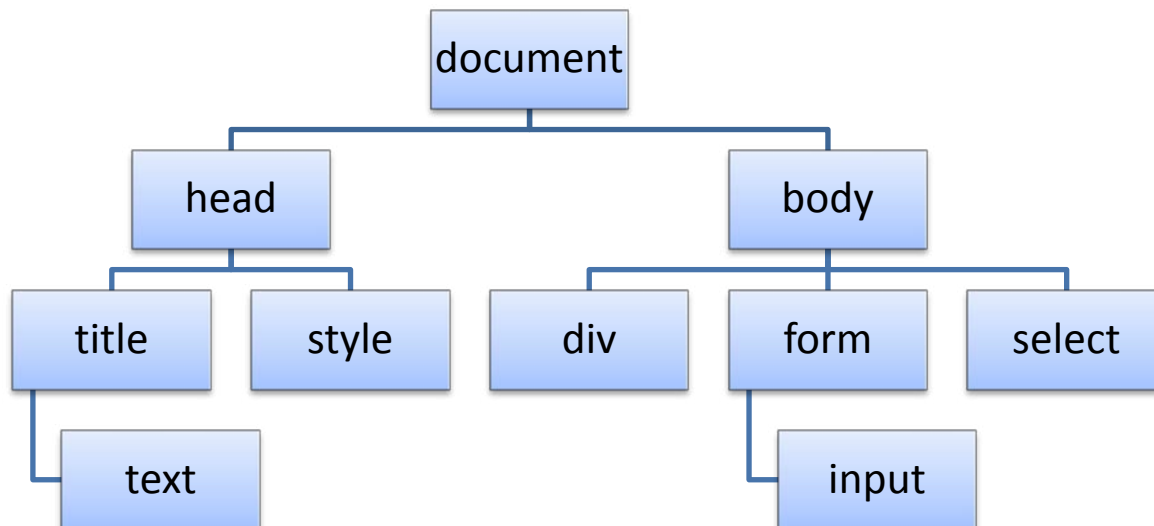 document
head
body
title
style
div
form
select
text
input